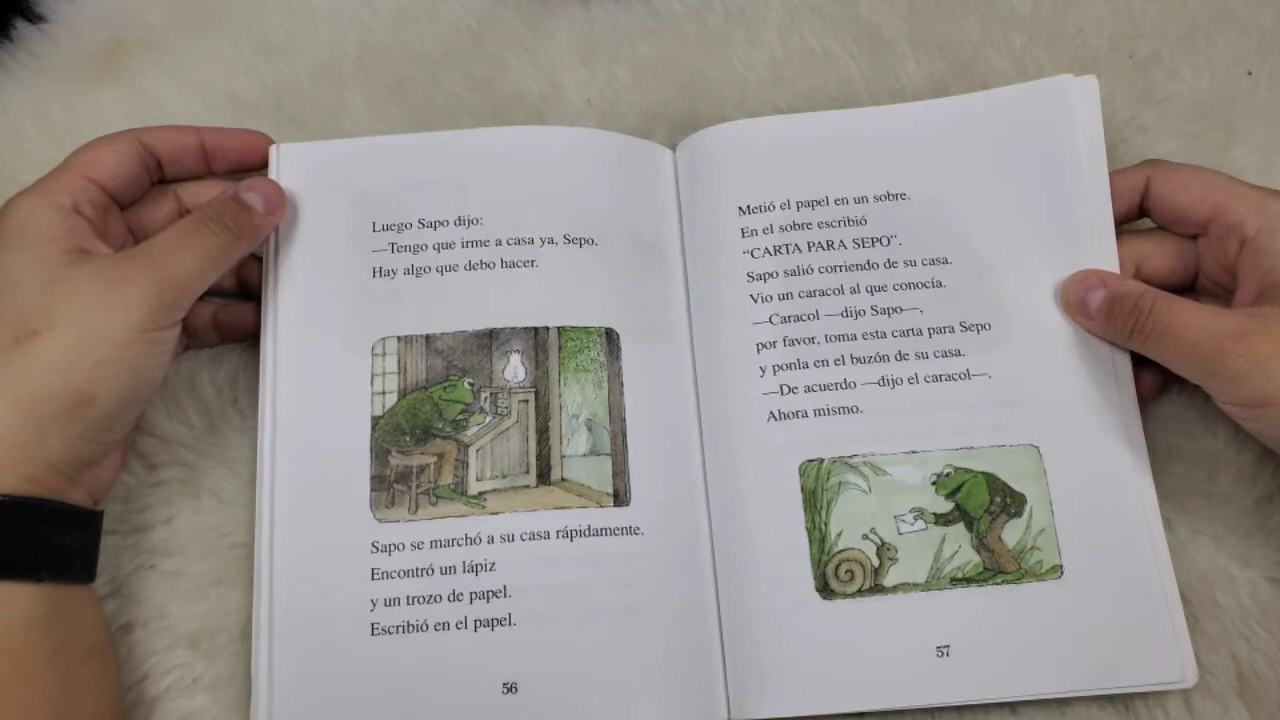 Luego Sapo dijo:
—Tengo que irme a casa ya, Sepo.
Hay algo que debo hacer.
Sapo se marchó a su casa rápidamente.
Encontró un lápiz
y un trozo de papel.
Escribió en el papel.
56
Metió el papel en un sobre.
En el sobre escribió
“CARTA PARA SEPO”.
Sapo salió corriendo de su casa.
Vio un caracol al que conocía.
—Caracol —dijo Sapo—,
por favor, toma esta carta para Sepo
y ponla en el buzón de su casa.
—De acuerdo —dijo el caracol—.
Ahora mismo.
57